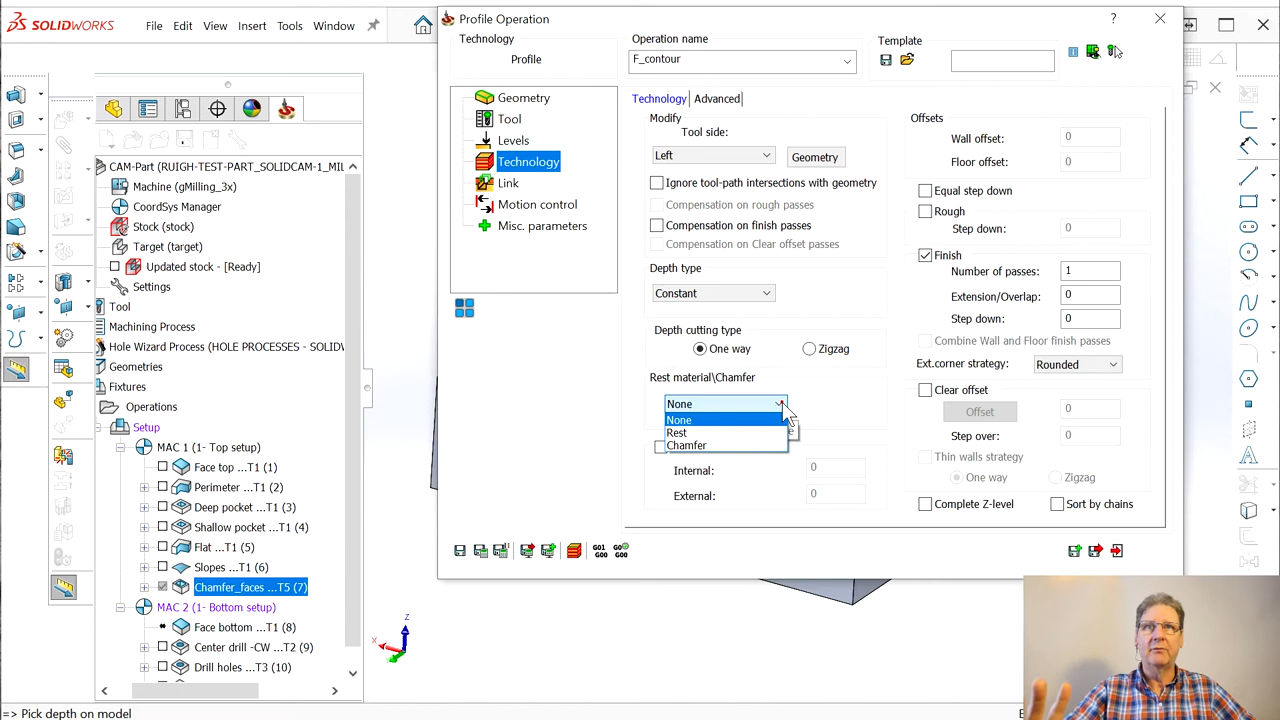 SOLIDWORKS
File
Edit
View
Insert
Tools
Window
CAM-Part (RUIGH-TEST-PART_SOLIDCAM-1_MIL
Machine (gMilling_3x)
CoordSys Manager
Stock (stock)
Target (target)
Updated stock - [Ready]
Settings
Tool
Machining Process
Hole Wizard Process (HOLE PROCESSES - SOLID
Geometries
Fixtures
Operations
Setup
MAC 1 (1- Top setup)
Face top ...T1 (1)
Perimeter ...T1 (2)
Deep pocket ...T1 (3)
Shallow pocket ...T1 (4)
Flat ...T1 (5)
Slopes ...T1 (6)
Chamfer_faces ...T5 (7)
MAC 2 (1- Bottom setup)
Face bottom ...T1 (8)
Center drill -CW ...T2 (9)
Drill holes ...T3 (10)
=> Pick depth on model
Z
X
Profile Operation
?
Technology
Profile
Operation name
F_contour
Template
Geometry
Tool
Levels
Technology
Link
Motion control
Misc. parameters
Technology
Advanced
Modify
Tool side:
Left
Geometry
Ignore tool-path intersections with geometry
Compensation on rough passes
Compensation on finish passes
Compensation on Clear offset passes
Depth type
Constant
Depth cutting type
One way
Zigzag
Rest material\Chamfer
None
None
Rest
Chamfer
Internal:
0
External:
0
Offsets
Wall offset:
0
Floor offset:
0
Equal step down
Rough
Step down:
0
Finish
Number of passes:
1
Extension/Overlap:
0
Step down:
0
Combine Wall and Floor finish passes
Ext.corner strategy:
Rounded
Clear offset
Offset
0
Step over:
0
Thin walls strategy
One way
Zigzag
Complete Z-level
Sort by chains
G01
G00
G01
G00